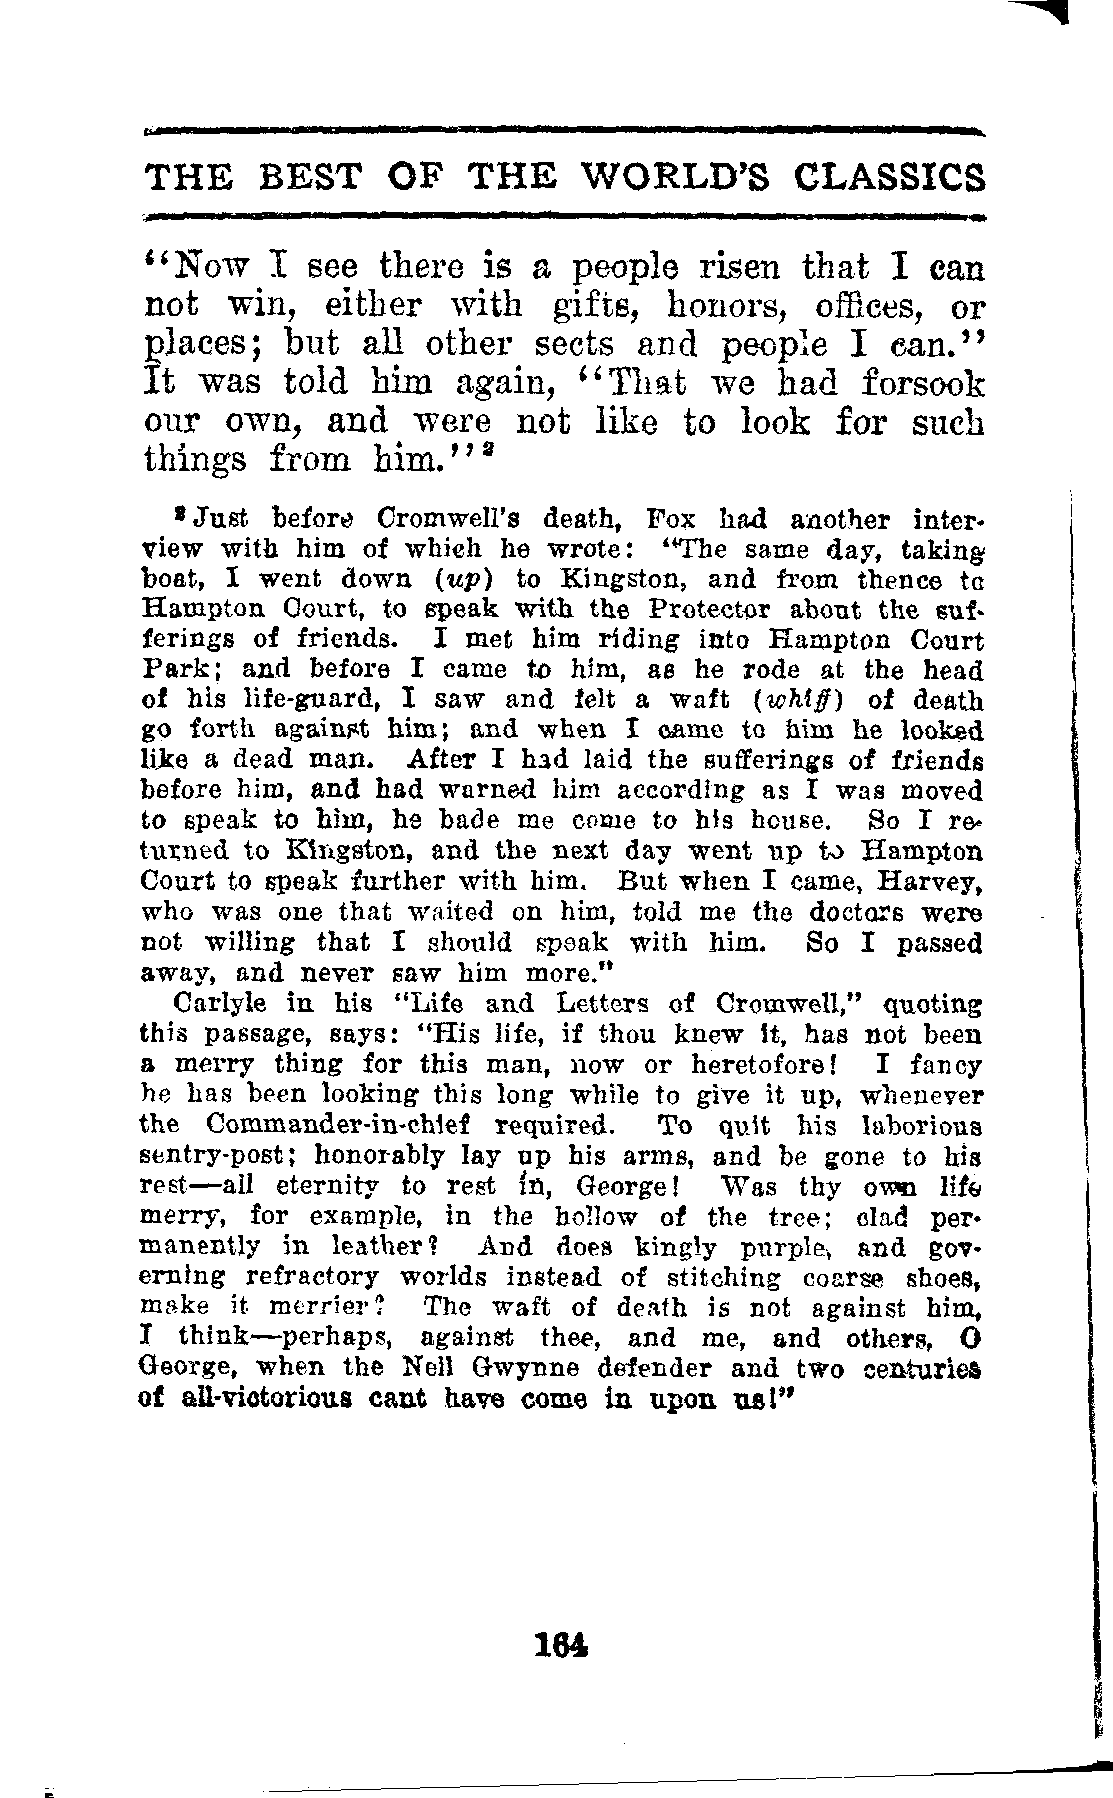 THE BEST OF THE WORLD'S CLASSICS
"Now I see there is a people risen that I can
not win, either with gifts, honors, offices, or
places; but all other sects and people I can."
It was told him again, "That we had forsook
our own, and were not like to look for such
things from him."²
² Just before Cromwell's death, Fox had another inter-
view with him of which he wrote: "The same day, taking
boat, I went down (up) to Kingston, and from thence to
Hampton Court, to speak with the Protector about the suf-
ferings of friends. I met him riding into Hampton Court
Park; and before I came to him, as he rode at the head
of his life-guard, I saw and felt a waft (whiff) of death
go forth against him; and when I came to him he looked
like a dead man. After I had laid the sufferings of friends
before him, and had warned him according as I was moved
to speak to him, he bade me come to his house. So I re-
turned to Kingston, and the next day went up to Hampton
Court to speak further with him. But when I came, Harvey,
who was one that waited on him, told me the doctors were
not willing that I should speak with him. So I passed
away, and never saw him more."
Carlyle in his "Life and Letters of Cromwell," quoting
this passage, says: "His life, if thou knew it, has not been
a merry thing for this man, now or heretofore! I fancy
he has been looking this long while to give it up, whenever
the Commander-in-chief required. To quit his laborious
sentry-post; honorably lay up his arms, and be gone to his
rest—all eternity to rest in, George! Was thy own life
merry, for example, in the hollow of the tree; clad per-
manently in leather? And does kingly purple, and gov-
erning refractory worlds instead of stitching coarse shoes,
make it merrier? The waft of death is not against him,
I think—perhaps, against thee, and me, and others, O
George, when the Nell Gwynne defender and two centuries
of all-victorious cant have come in upon us!"
164